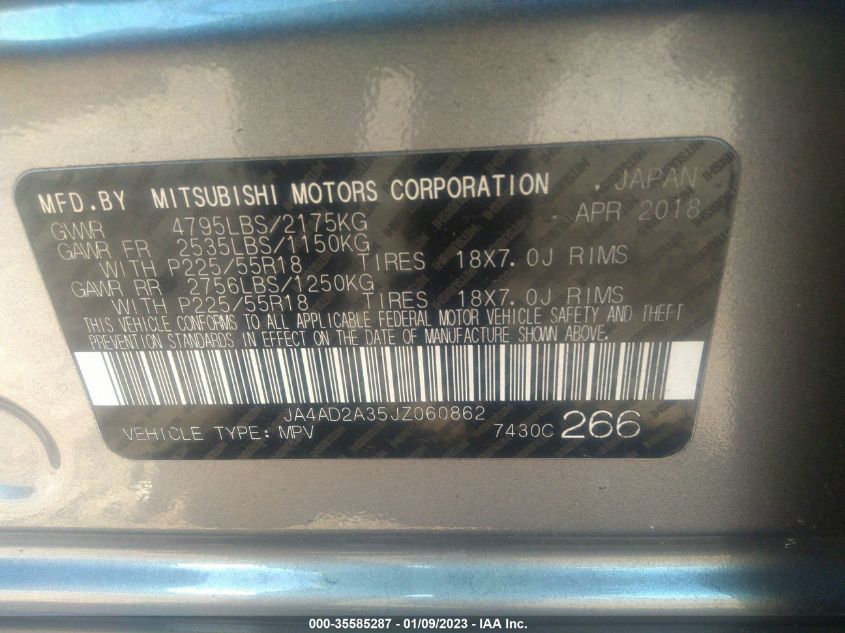 MFD.BY MITSUBISHI MOTORS CORPORATION . JAPAN
GVWR 4795LBS/2175KG . APR 2018
GAWR FR 2535LBS/1150KG
WITH P225/55R18 TIRES 18X7.0J RIMS
GAWR RR 2756LBS/1250KG
WITH P225/55R18 TIRES 18X7.0J RIMS
THIS VEHICLE CONFORMS TO ALL APPLICABLE FEDERAL MOTOR VEHICLE SAFETY AND THEFT
PREVENTION STANDARDS IN EFFECT ON THE DATE OF MANUFACTURE SHOWN ABOVE.
JA4AD2A35JZ060862
VEHICLE TYPE: MPV 7430C 266
000-35585287 - 01/09/2023 - IAA Inc.